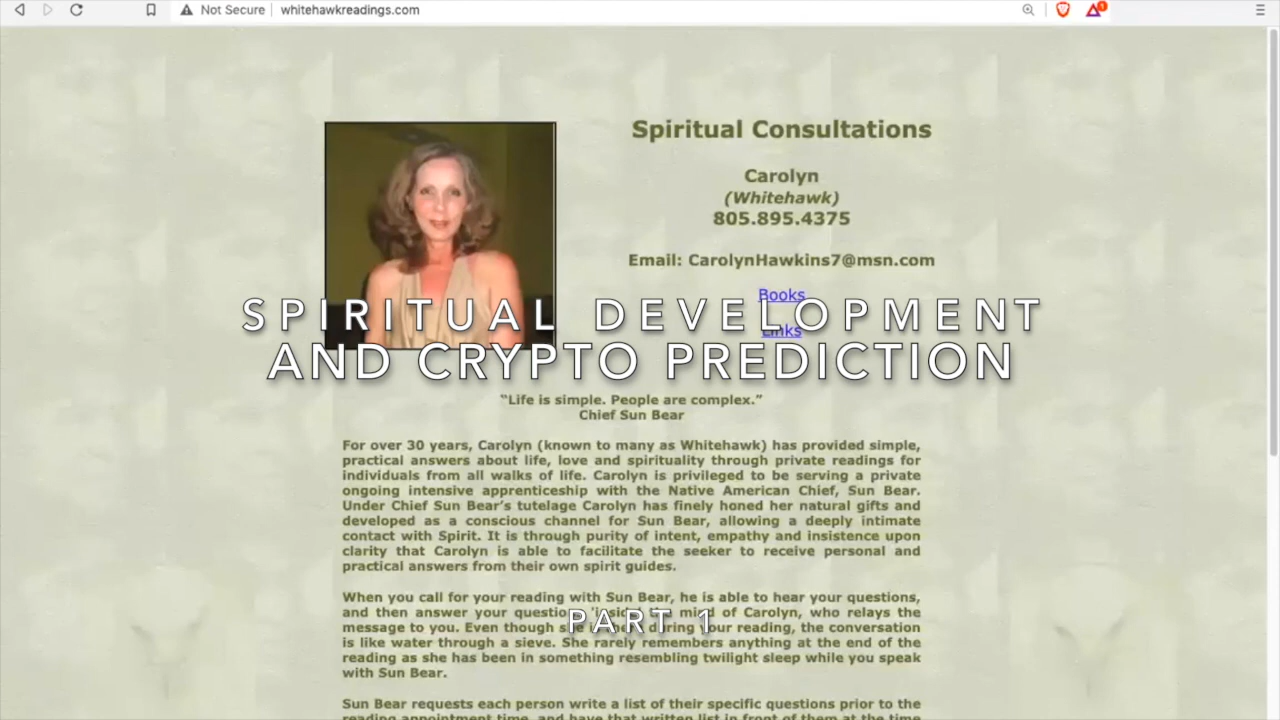 Not Secure
whitehawkreadings.com
1
Spiritual Consultations
Carolyn
(Whitehawk)
805.895.4375
Email: CarolynHawkins7@msn.com
Books
Links
SPIRITUAL DEVELOPMENT
AND CRYPTO PREDICTION
"Life is simple. People are complex."
Chief Sun Bear
For over 30 years, Carolyn (known to many as Whitehawk) has provided simple,
practical answers about life, love and spirituality through private readings for
individuals from all walks of life. Carolyn is privileged to be serving a private
ongoing intensive apprenticeship with the Native American Chief, Sun Bear.
Under Chief Sun Bear's tutelage Carolyn has finely honed her natural gifts and
developed as a conscious channel for Sun Bear, allowing a deeply intimate
contact with Spirit. It is through purity of intent, empathy and insistence upon
clarity that Carolyn is able to facilitate the seeker to receive personal and
practical answers from their own spirit guides.
When you call for your reading with Sun Bear, he is able to hear your questions,
and then answer your question 'inside' the mind of Carolyn, who relays the
message to you. Even though she is during your reading, the conversation
is like water through a sieve. She rarely remembers anything at the end of the
reading as she has been in something resembling twilight sleep while you speak
with Sun Bear.
PART 1
Sun Bear requests each person write a list of their specific questions prior to the
reading appointment time, and have that written list in front of them at the time